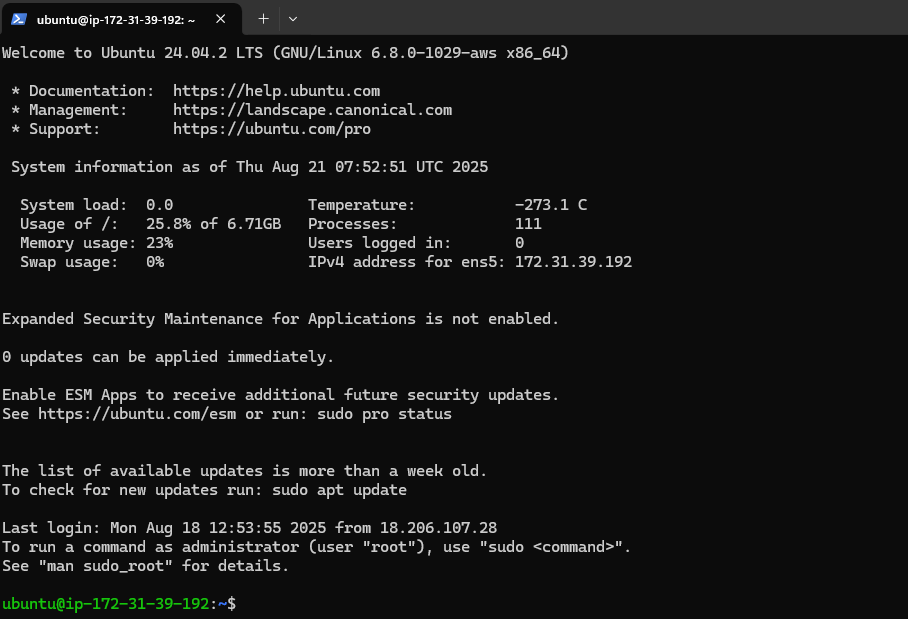 ubuntu@ip-172-31-39-192: ~
Welcome to Ubuntu 24.04.2 LTS (GNU/Linux 6.8.0-1029-aws x86_64)
* Documentation:  https://help.ubuntu.com
* Management:     https://landscape.canonical.com
* Support:        https://ubuntu.com/pro
System information as of Thu Aug 21 07:52:51 UTC 2025
System load:  0.0               Temperature:           -273.1 C
Usage of /:   25.8% of 6.71GB   Processes:             111
Memory usage: 23%               Users logged in:       0
Swap usage:   0%                IPv4 address for ens5: 172.31.39.192
Expanded Security Maintenance for Applications is not enabled.
0 updates can be applied immediately.
Enable ESM Apps to receive additional future security updates.
See https://ubuntu.com/esm or run: sudo pro status
The list of available updates is more than a week old.
To check for new updates run: sudo apt update
Last login: Mon Aug 18 12:53:55 2025 from 18.206.107.28
To run a command as administrator (user "root"), use "sudo <command>".
See "man sudo_root" for details.
ubuntu@ip-172-31-39-192:~$